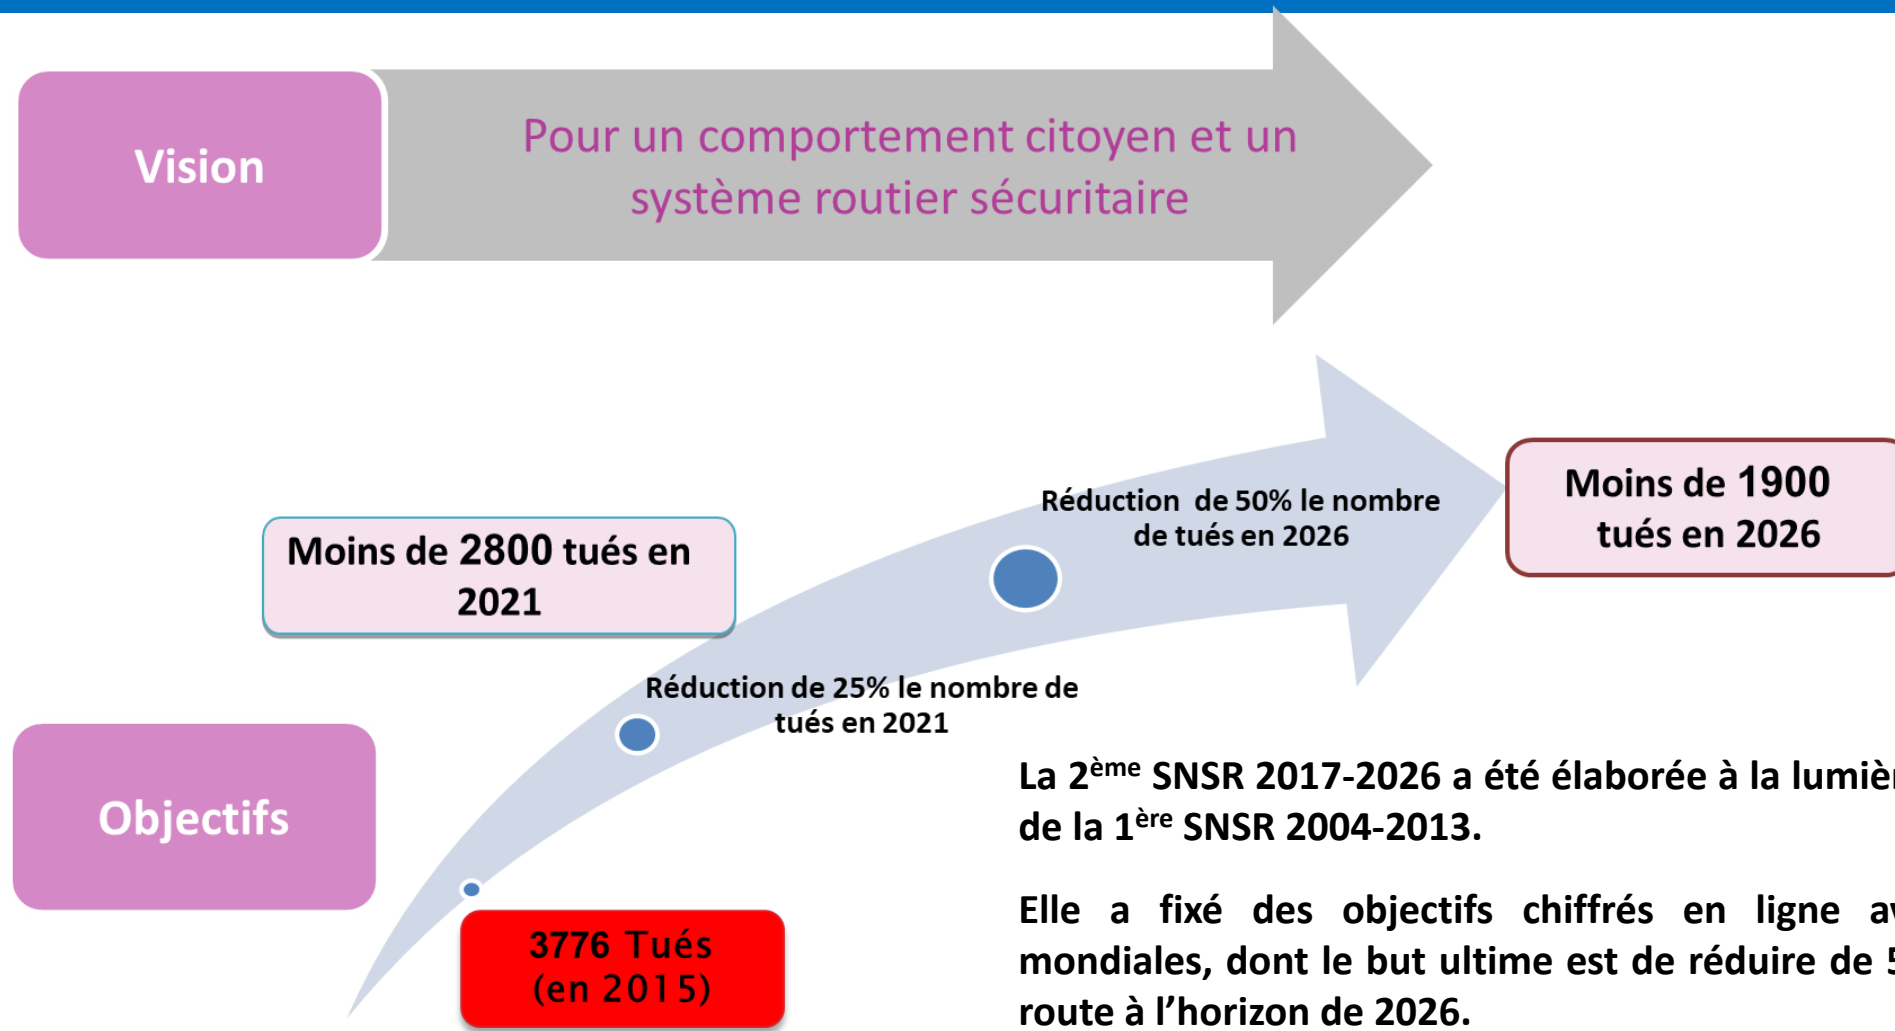 Vision
Pour un comportement citoyen et un
système routier sécuritaire
Réduction de 50% le nombre
de tués en 2026
Moins de 1900
tués en 2026
Moins de 2800 tués en
2021
Réduction de 25% le nombre de
tués en 2021
Objectifs
3776 Tués
(en 2015)
La 2ème SNSR 2017-2026 a été élaborée à la
de la 1ère SNSR 2004-2013.
Elle a fixé des objectifs chiffrés en ligne
mondiales, dont le but ultime est de réduire de
route à l’horizon de 2026.